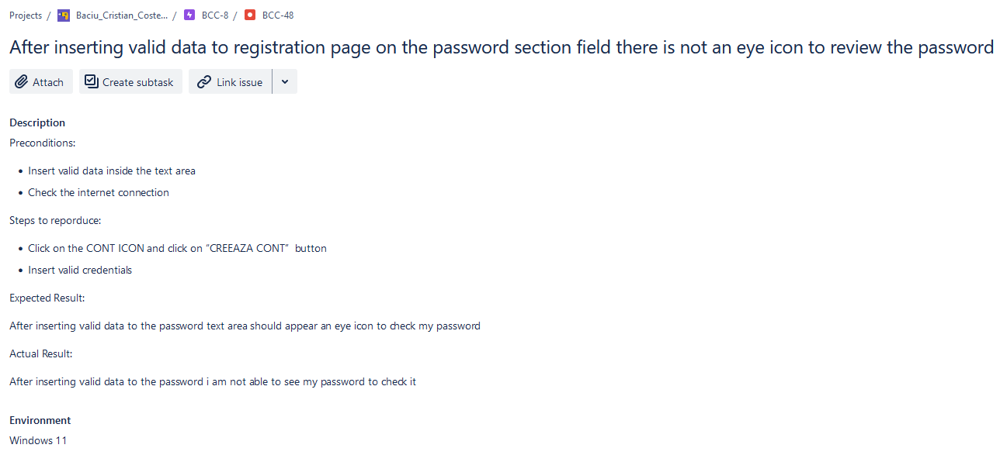 Projects / Baciu_Cristian_Coste... / BCC-8 / BCC-48
After inserting valid data to registration page on the password section field there is not an eye icon to review the password
Attach Create subtask Link issue
Description
Preconditions:
• Insert valid data inside the text area
• Check the internet connection
Steps to reporduce:
• Click on the CONT ICON and click on “CREEAZA CONT” button
• Insert valid credentials
Expected Result:
After inserting valid data to the password text area should appear an eye icon to check my password
Actual Result:
After inserting valid data to the password i am not able to see my password to check it
Environment
Windows 11